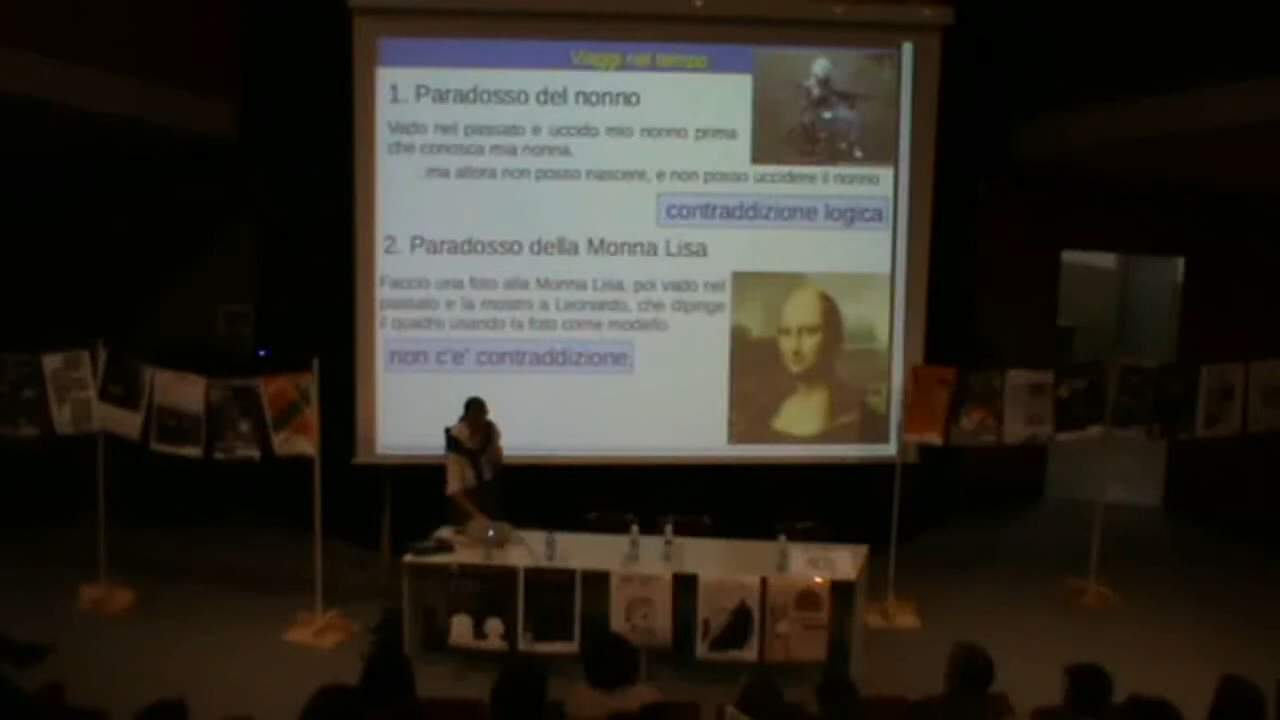 Viaggi nel tempo
1. Paradosso del nonno
Vado nel passato e uccido mio nonno prima
che conosca mia nonna.
...ma allora non posso nascere, e non posso uccidere il nonno
contraddizione logica
2. Paradosso della Monna Lisa
Faccio una foto alla Monna Lisa, poi vado nel
passato e la mostro a Leonardo, che dipinge
il quadro usando la foto come modello.
non c'e' contraddizione